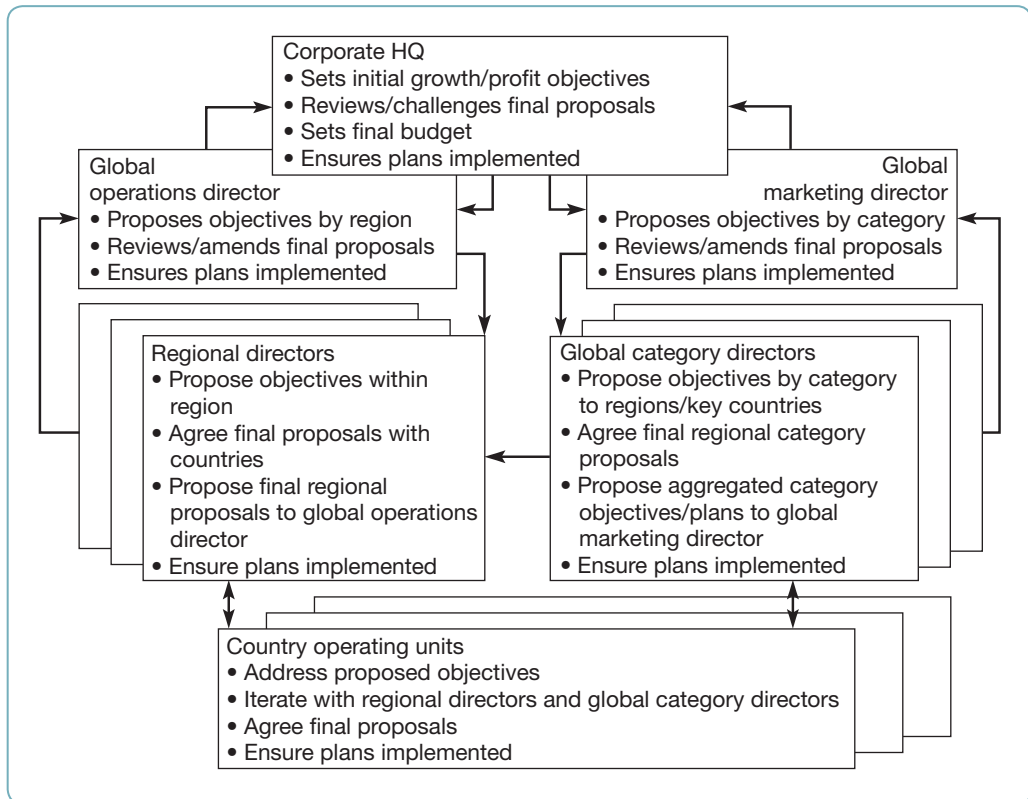 Corporate HQ
• Sets initial growth/profit objectives
• Reviews/challenges final proposals
• Sets final budget
• Ensures plans implemented
Global
operations director
• Proposes objectives by region
• Reviews/amends final proposals
• Ensures plans implemented
Global
marketing director
• Proposes objectives by category
• Reviews/amends final proposals
• Ensures plans implemented
Regional directors
• Propose objectives within
region
• Agree final proposals with
countries
• Propose final regional
proposals to global operations
director
• Ensure plans implemented
Global category directors
• Propose objectives by category
to regions/key countries
• Agree final regional category
proposals
• Propose aggregated category
objectives/plans to global
marketing director
• Ensure plans implemented
Country operating units
• Address proposed objectives
• Iterate with regional directors and global category directors
• Agree final proposals
• Ensure plans implemented